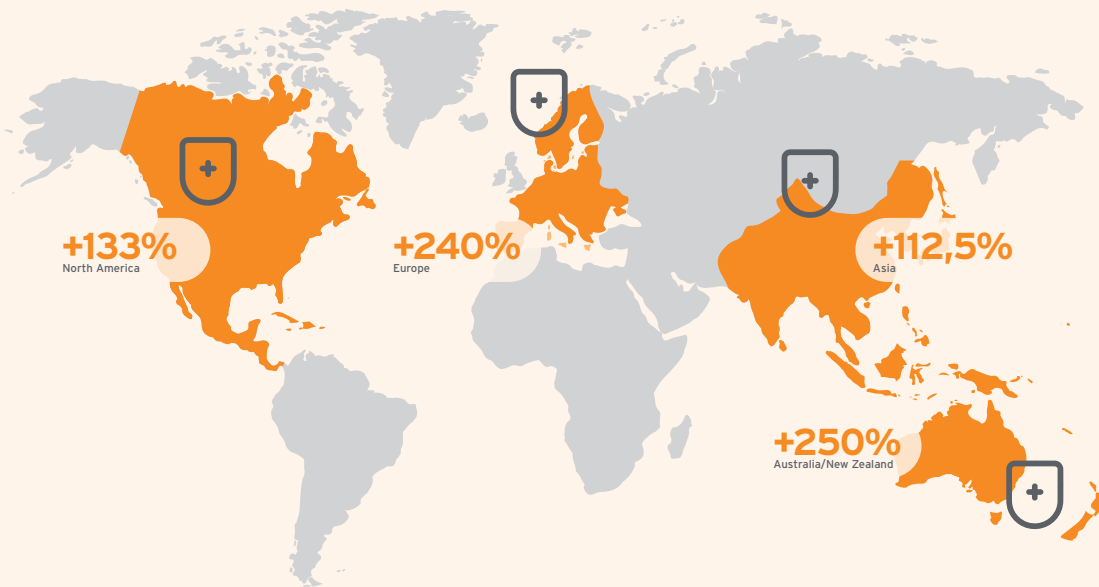 +133%
North America
+240%
Europe
+112,5%
Asia
+250%
Australia/New Zealand